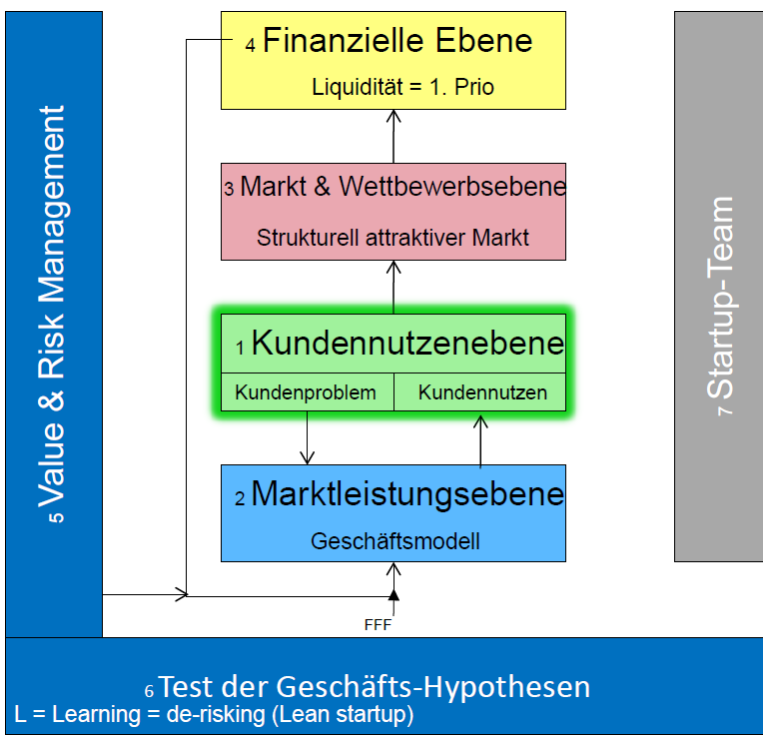 4 Finanzielle Ebene
Liquidität = 1. Prio
3 Markt & Wettbewerbsebene
Strukturell attraktiver Markt
1 Kundennutzenebene
Kundenproblem
Kundennutzen
2 Marktleistungsebene
Geschäftsmodell
FFF
5 Value & Risk Management
7 Startup-Team
6 Test der Geschäfts-Hypothesen
L = Learning = de-risking (Lean startup)